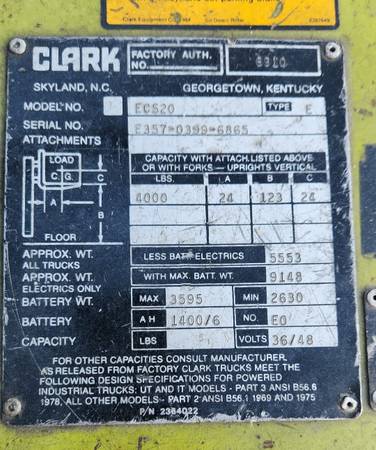 CLARK
FACTORY AUTH. NO. 8910
SKYLAND, N.C. GEORGETOWN, KENTUCKY
MODEL NO. ECS20 TYPE E
SERIAL NO. E357-0399-6865
ATTACHMENTS
LOAD
C. G.
C
A
B
FLOOR
CAPACITY WITH ATTACH. LISTED ABOVE
OR WITH FORKS - UPRIGHTS VERTICAL
LBS. A B C
4000 24 123 24
APPROX. WT. ALL TRUCKS LESS BATT-ELECTRICS 5553
APPROX. WT. ELECTRICS ONLY WITH MAX. BATT. WT. 9148
BATTERY WT. MAX 3595 MIN 2630
BATTERY AH 1400/6 NO. E0
CAPACITY LBS VOLTS 36/48
FOR OTHER CAPACITIES CONSULT MANUFACTURER.
AS RELEASED FROM FACTORY CLARK TRUCKS MEET THE
FOLLOWING DESIGN SPECIFICATIONS FOR POWERED
INDUSTRIAL TRUCKS: UT AND IT MODELS - PART 3 ANSI B56.6
1978, ALL OTHER MODELS - PART 2 ANSI B56.1 1969 AND 1975
P/N 2364022